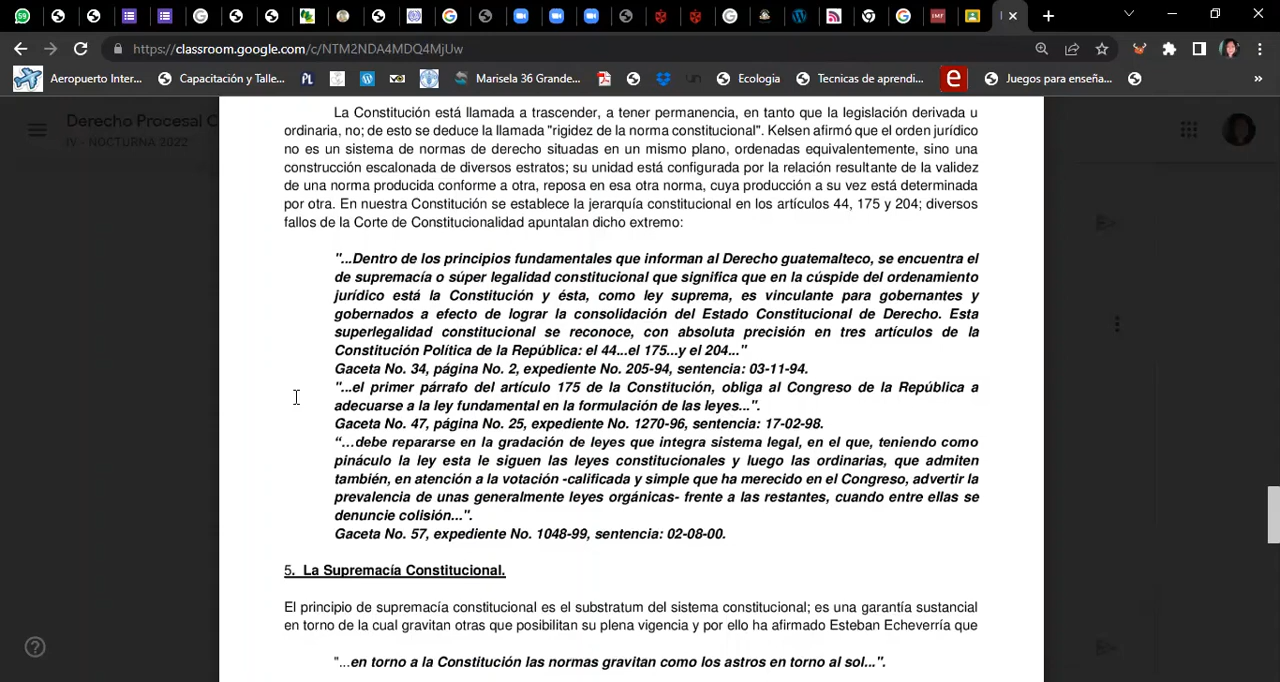 https://classroom.google.com/c/NTM2NDA4MDQ4MjUw
Aeropuerto Inter...
Capacitación y Talle...
Marisela 36 Grande...
Ecologia
Tecnicas de aprendi...
Juegos para enseña...
»
Derecho Procesal C
IV - NOCTURNA 2022
La Constitución está llamada a trascender, a tener permanencia, en tanto que la legislación derivada u
ordinaria, no; de esto se deduce la llamada "rigidez de la norma constitucional". Kelsen afirmó que el orden jurídico
no es un sistema de normas de derecho situadas en un mismo plano, ordenadas equivalentemente, sino una
construcción escalonada de diversos estratos; su unidad está configurada por la relación resultante de la validez
de una norma producida conforme a otra, reposa en esa otra norma, cuya producción a su vez está determinada
por otra. En nuestra Constitución se establece la jerarquía constitucional en los artículos 44, 175 y 204; diversos
fallos de la Corte de Constitucionalidad apuntalan dicho extremo:
"...Dentro de los principios fundamentales que informan al Derecho guatemalteco, se encuentra el
de supremacía o súper legalidad constitucional que significa que en la cúspide del ordenamiento
jurídico está la Constitución y ésta, como ley suprema, es vinculante para gobernantes y
gobernados a efecto de lograr la consolidación del Estado Constitucional de Derecho. Esta
superlegalidad constitucional se reconoce, con absoluta precisión en tres artículos de la
Constitución Política de la República: el 44...el 175...y el 204..."
Gaceta No. 34, página No. 2, expediente No. 205-94, sentencia: 03-11-94.
"...el primer párrafo del artículo 175 de la Constitución, obliga al Congreso de la República a
adecuarse a la ley fundamental en la formulación de las leyes...".
Gaceta No. 47, página No. 25, expediente No. 1270-96, sentencia: 17-02-98.
“...debe repararse en la gradación de leyes que integra sistema legal, en el que, teniendo como
pináculo la ley esta le siguen las leyes constitucionales y luego las ordinarias, que admiten
también, en atención a la votación -calificada y simple que ha merecido en el Congreso, advertir la
prevalencia de unas generalmente leyes orgánicas- frente a las restantes, cuando entre ellas se
denuncie colisión...".
Gaceta No. 57, expediente No. 1048-99, sentencia: 02-08-00.
5. La Supremacía Constitucional.
El principio de supremacía constitucional es el substratum del sistema constitucional; es una garantía sustancial
en torno de la cual gravitan otras que posibilitan su plena vigencia y por ello ha afirmado Esteban Echeverría que
"...en torno a la Constitución las normas gravitan como los astros en torno al sol...".